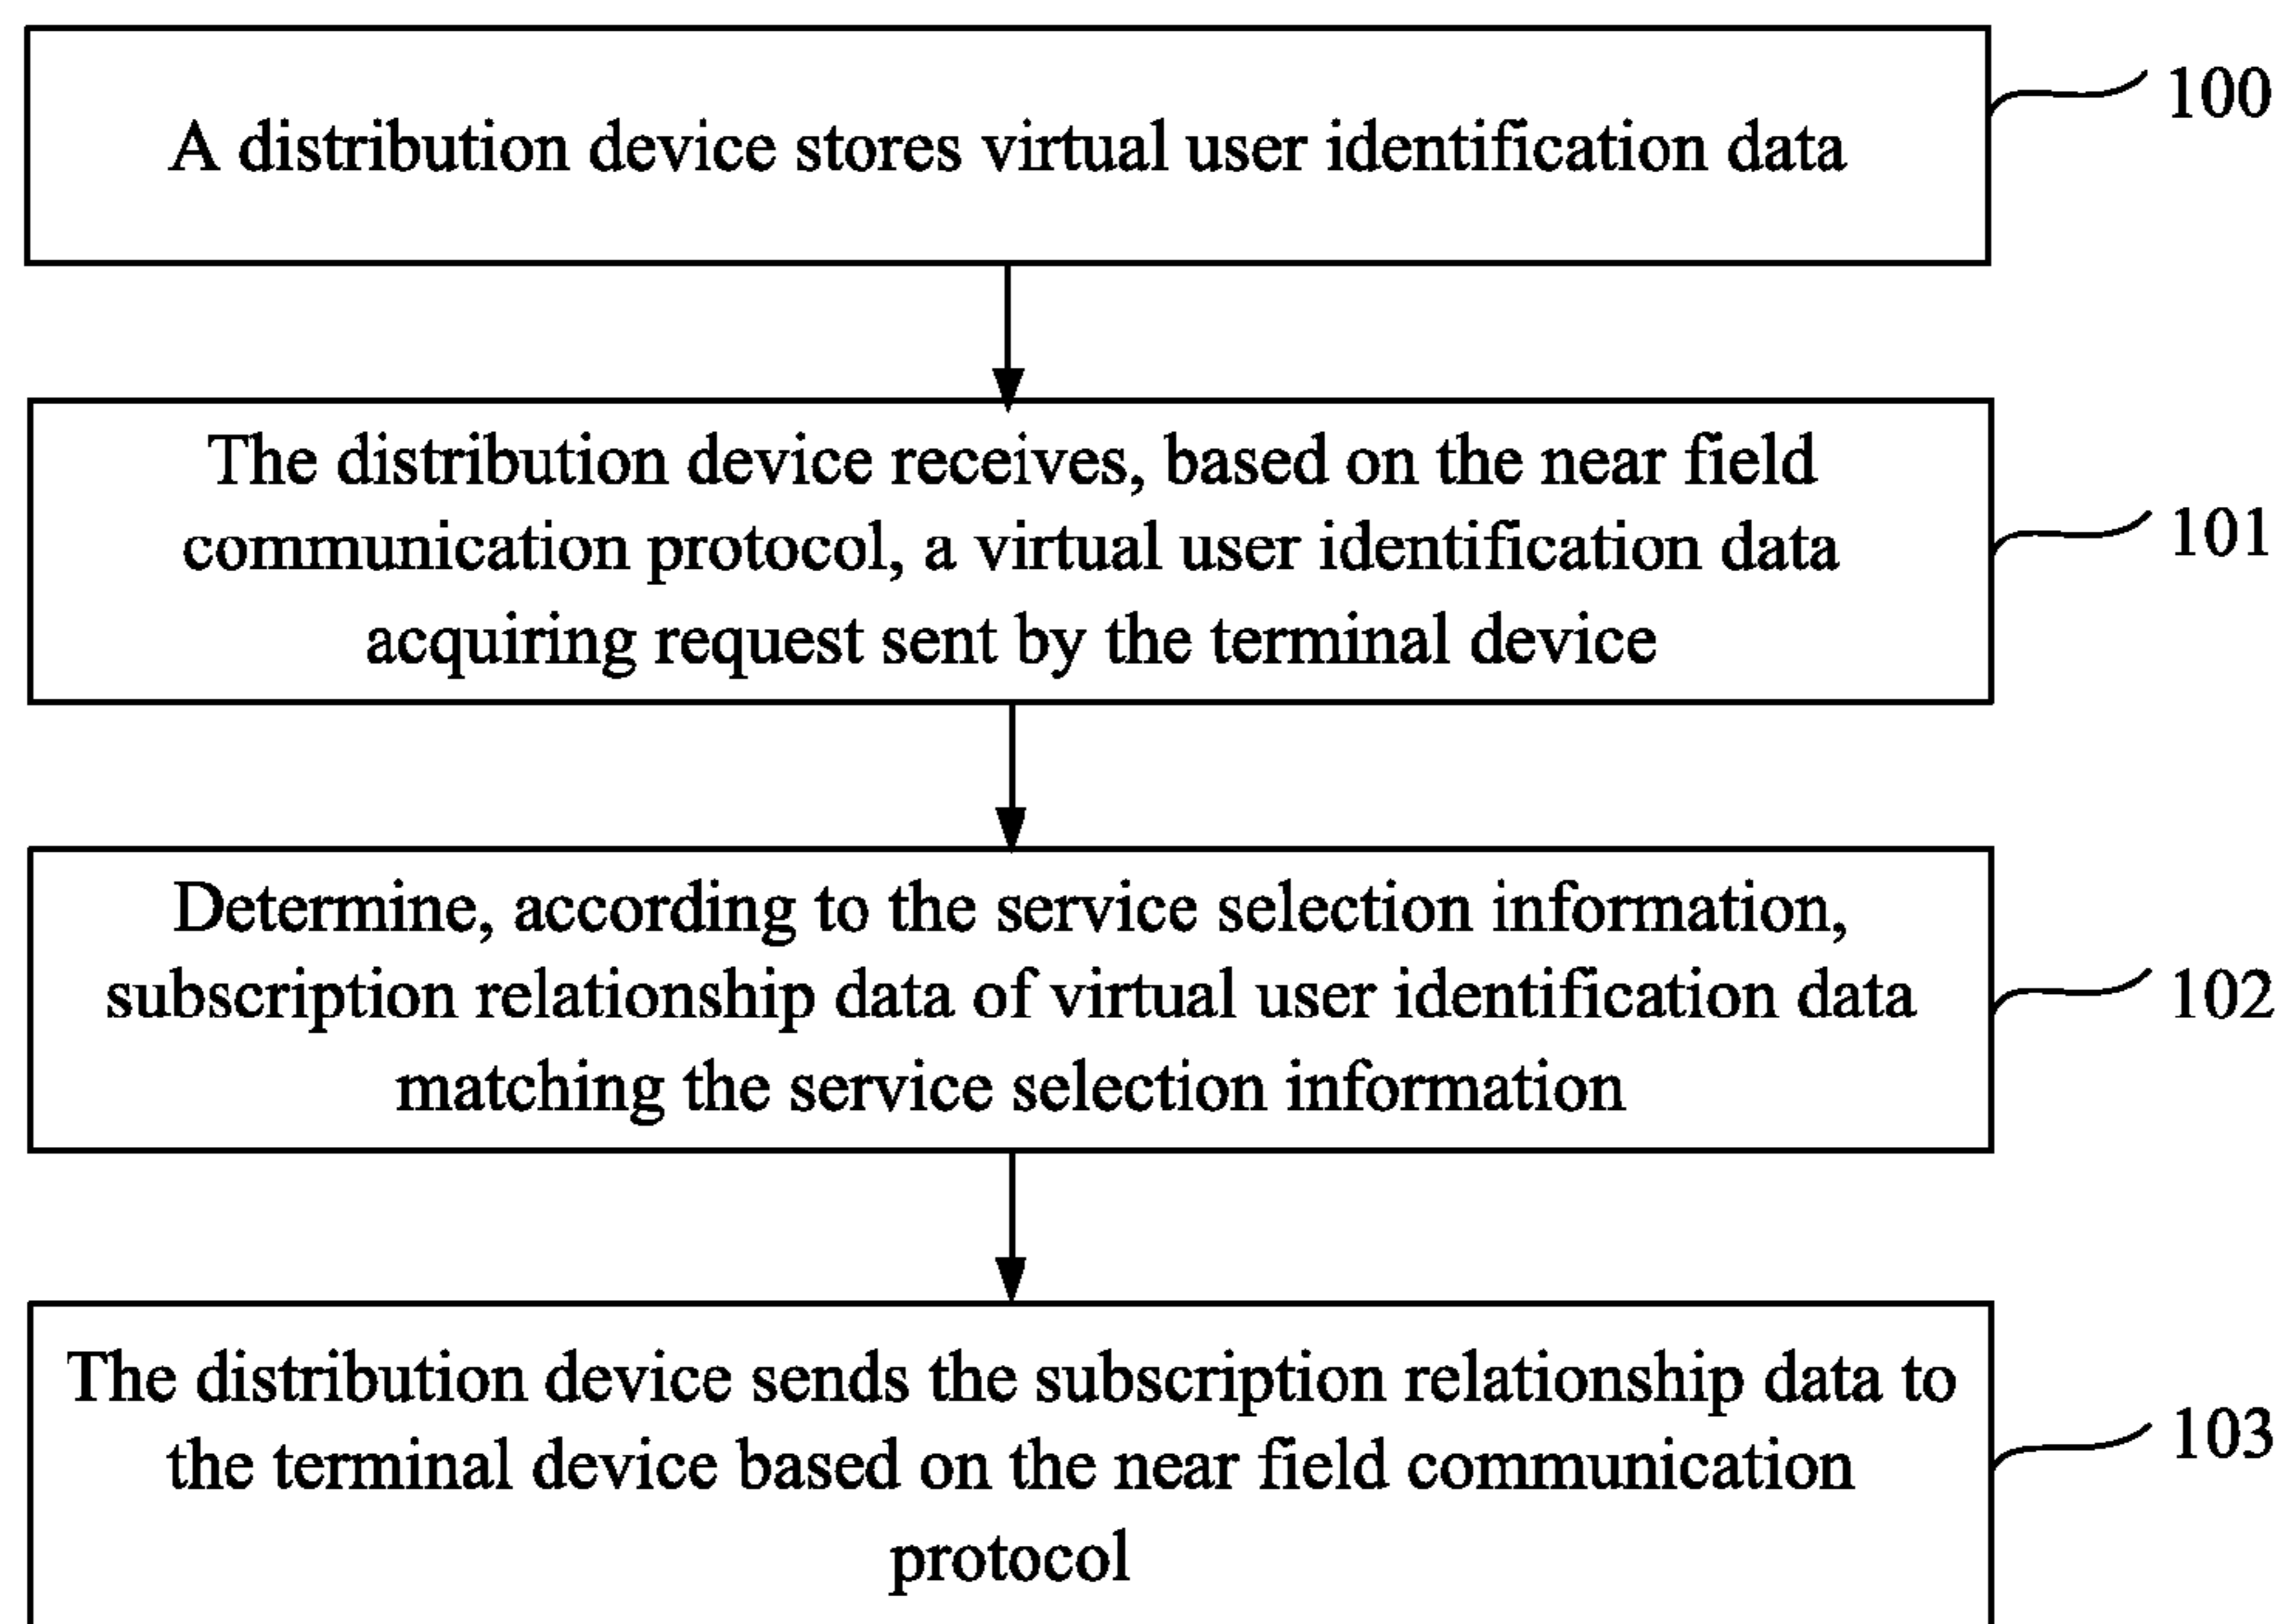 A distribution device stores virtual user identification data
100
The distribution device receives, based on the near field
communication protocol, a virtual user identification data
acquiring request sent by the terminal device
101
Determine, according to the service selection information,
subscription relationship data of virtual user identification data
matching the service selection information
102
The distribution device sends the subscription relationship data to
the terminal device based on the near field communication
protocol
103